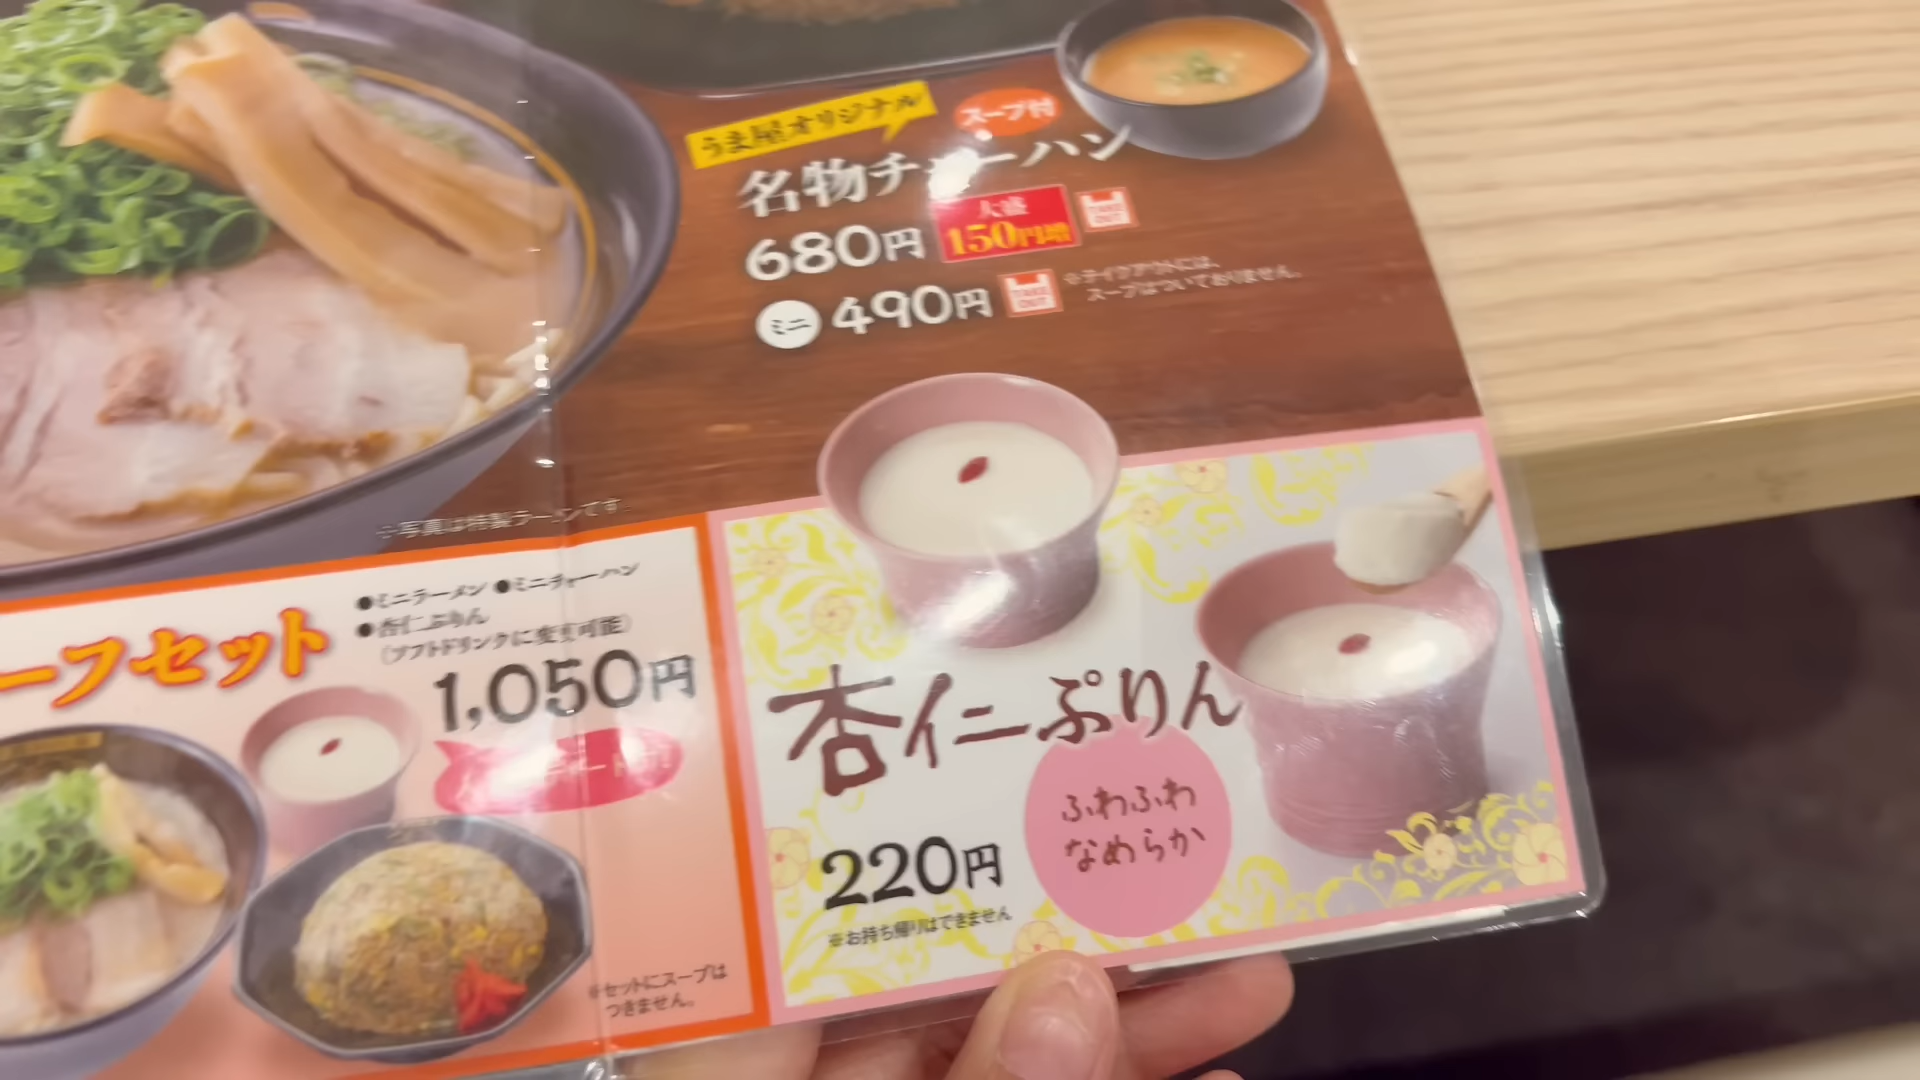 うま屋オリジナル
スープ付
名物チャーハン
680円
大盛
150円増
TAKE OUT
ミニ 490円
TAKE OUT
※テイクアウトには、
スープはついておりません。
※写真は特製ラーメンです。
ーフセット
●ミニラーメン ●ミニチャーハン
●杏仁ぷりん
(ソフトドリンクに変更可能)
1,050円
※セットにスープは
つきません。
杏仁ぷりん
ふわふわ
なめらか
220円
※お持ち帰りはできません